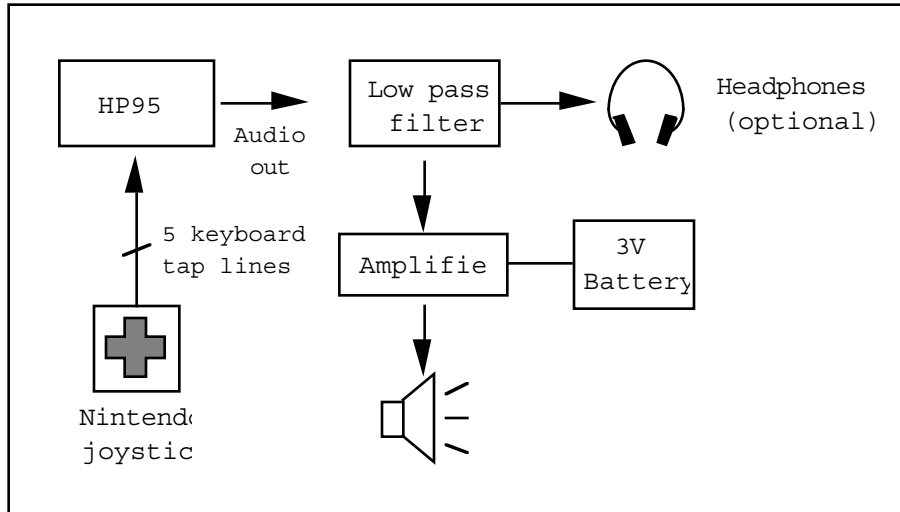 HP95
Audio
out
Low pass
filter
Headphones
(optional)
5 keyboard
tap lines
Amplifie
3V
Battery
Nintendo
joystic